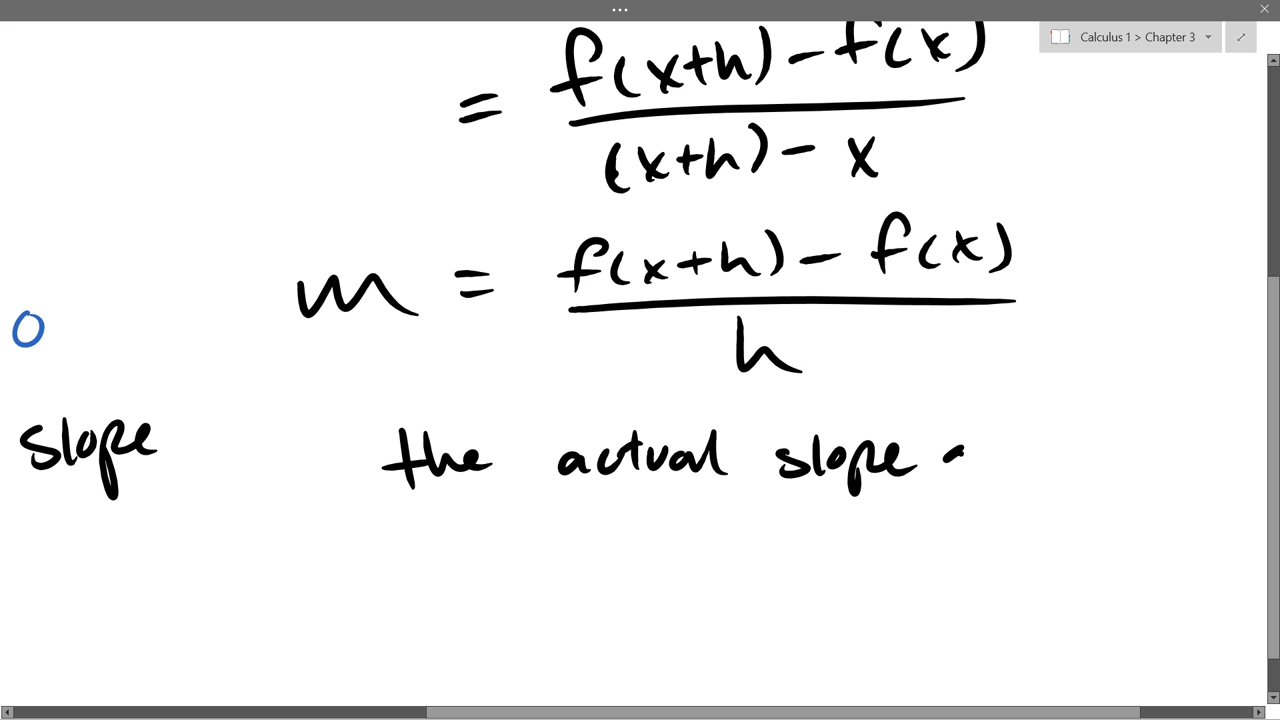 Calculus 1 > Chapter 3
= f(x+h) - f(x)
(x+h) - x
m = f(x+h) - f(x)
h
0
slope the actual slope